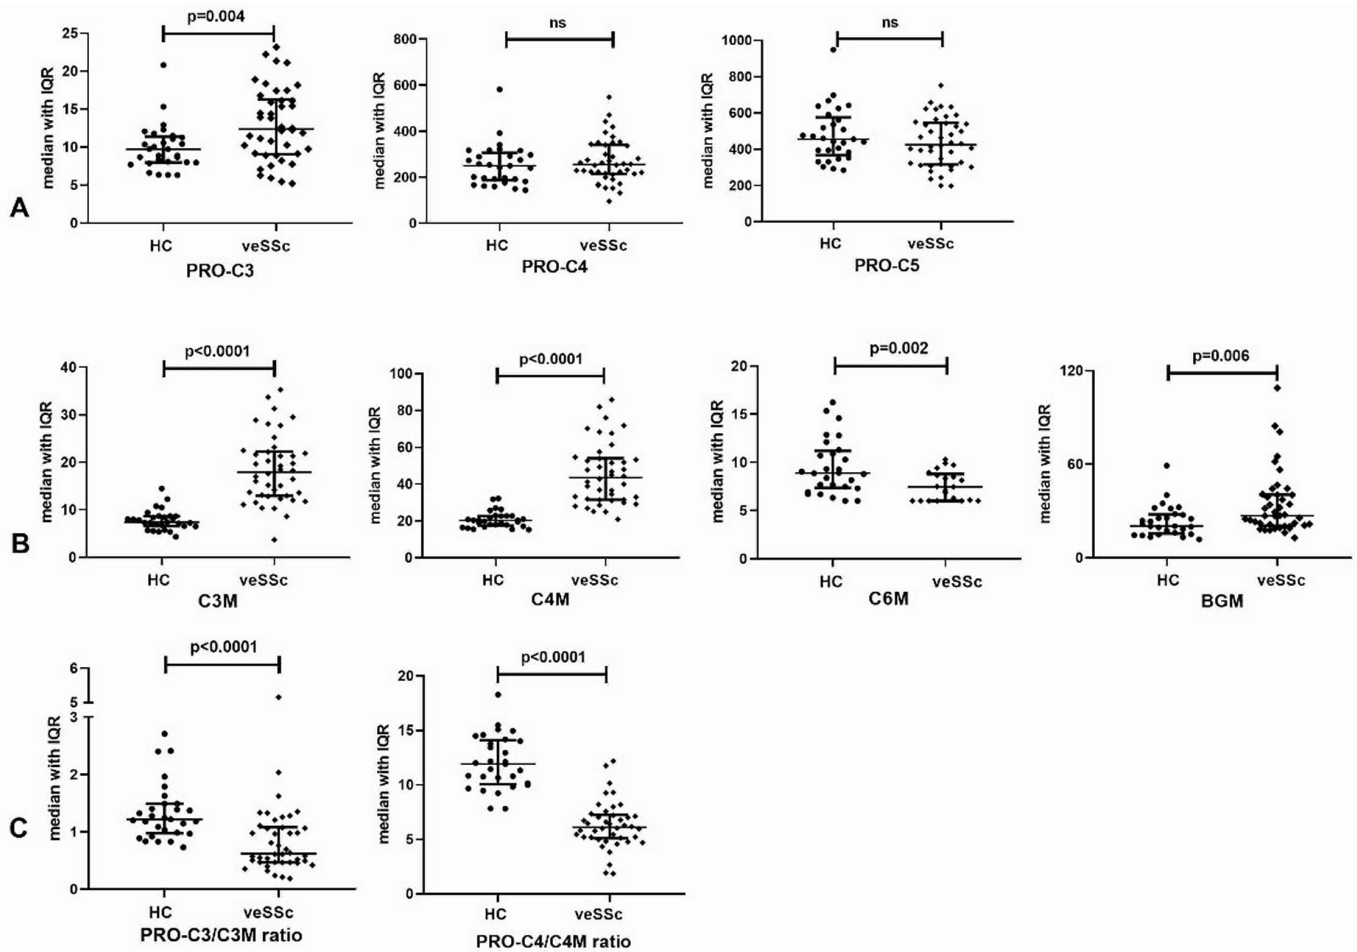 p=0.004
median with IQR
25
20
15
10
5
0
HC veSSc
PRO-C3
ns
median with IQR
800
600
400
200
0
HC veSSc
PRO-C4
ns
median with IQR
1000
800
600
400
200
0
HC veSSc
PRO-C5
A
p<0.0001
median with IQR
40
30
20
10
0
HC veSSc
C3M
p<0.0001
median with IQR
100
80
60
40
20
0
HC veSSc
C4M
p=0.002
median with IQR
20
15
10
5
0
HC veSSc
C6M
p=0.006
median with IQR
120
60
0
HC veSSc
BGM
B
p<0.0001
median with IQR
6
5
3
2
1
0
HC veSSc
PRO-C3/C3M ratio
p<0.0001
median with IQR
20
15
10
5
0
HC veSSc
PRO-C4/C4M ratio
C